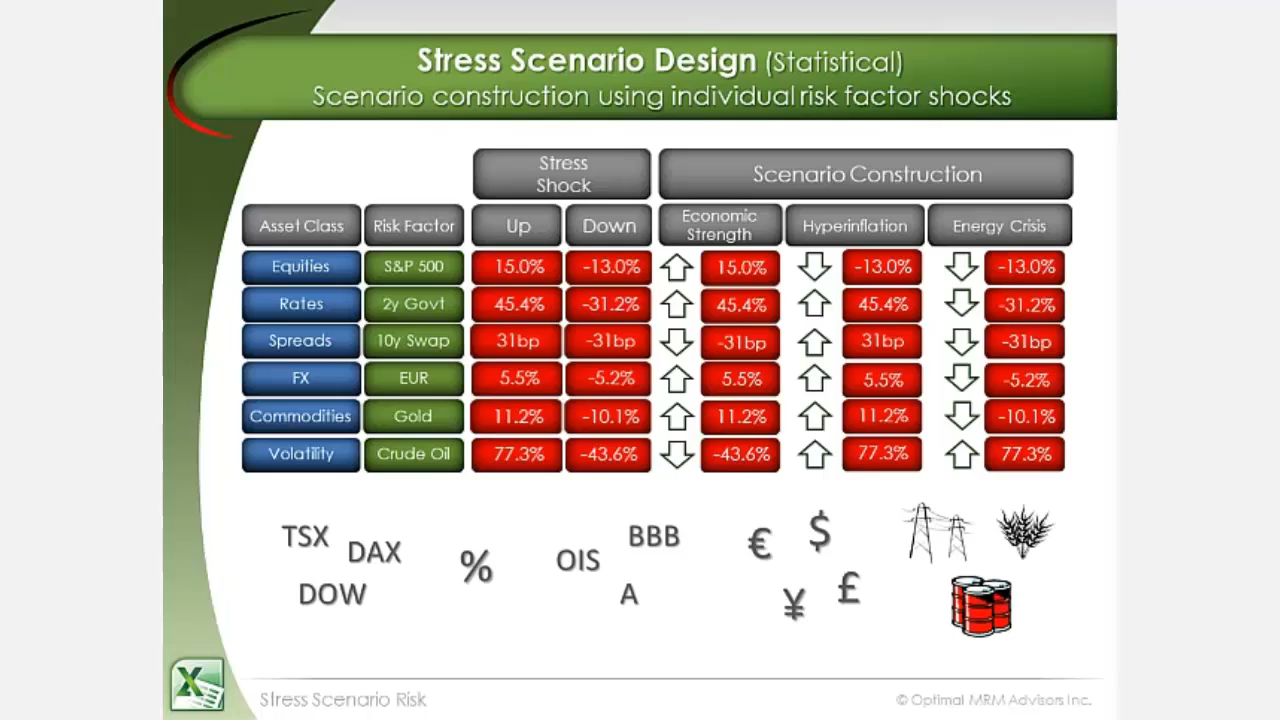 Stress Scenario Design (Statistical)
Scenario construction using individual risk factor shocks
Stress
Shock
Scenario Construction
Asset Class Risk Factor Up Down Economic Strength Hyperinflation Energy Crisis
Equities S&P 500 15.0% -13.0% 15.0% -13.0% -13.0%
Rates 2y Govt 45.4% -31.2% 45.4% 45.4% -31.2%
Spreads 10y Swap 31bp -31bp -31bp 31bp -31bp
FX EUR 5.5% -5.2% 5.5% 5.5% -5.2%
Commodities Gold 11.2% -10.1% 11.2% 11.2% -10.1%
Volatility Crude Oil 77.3% -43.6% -43.6% 77.3% 77.3%
TSX DAX DOW
%
OIS BBB A
€ $ ¥ £
X
Stress Scenario Risk
© Optimal MRM Advisors Inc.